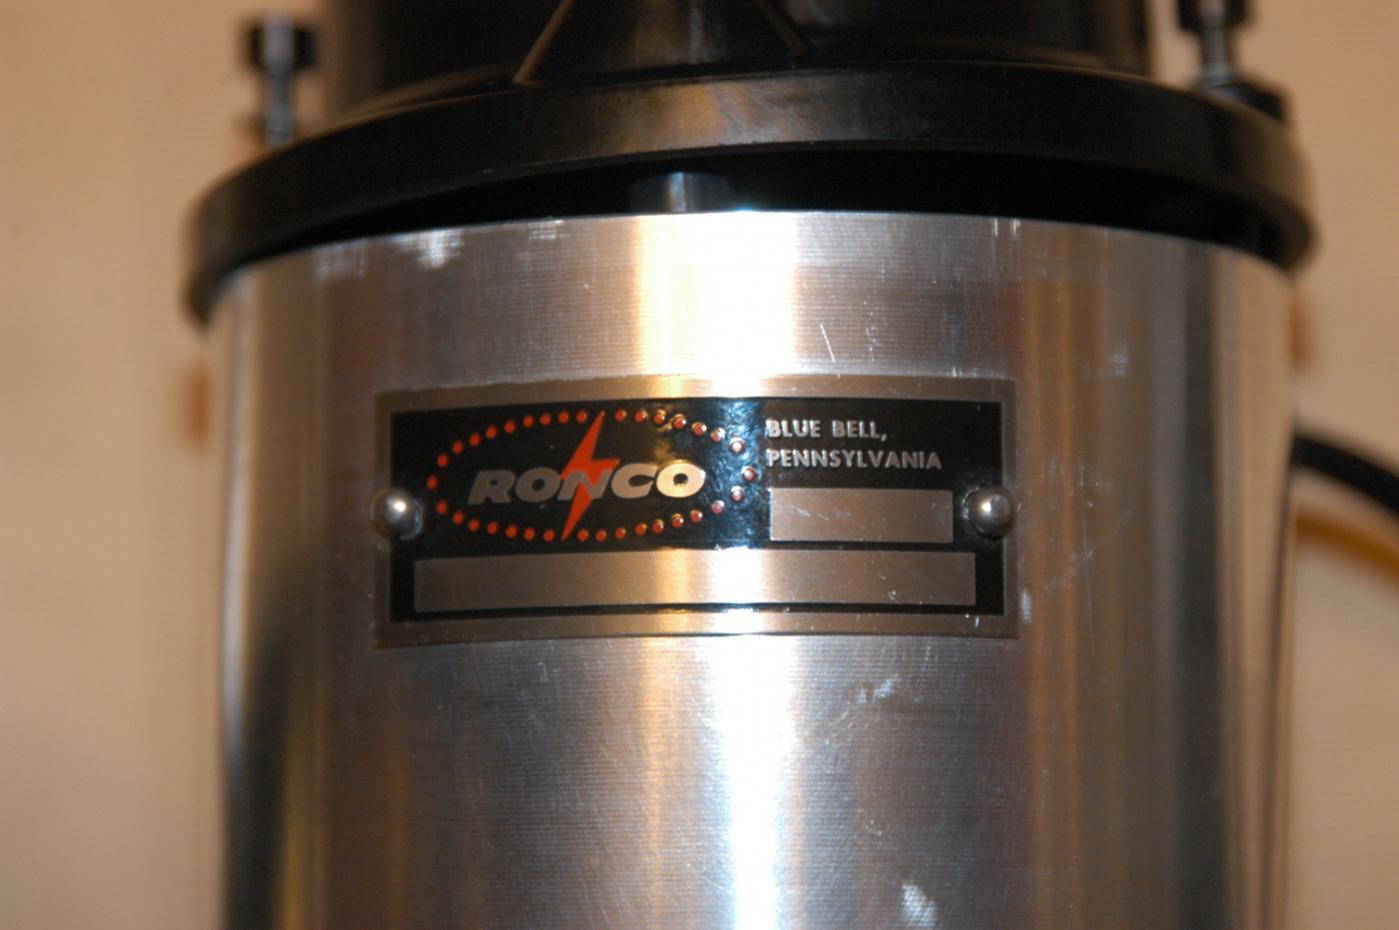 RONCO
BLUE BELL,
PENNSYLVANIA